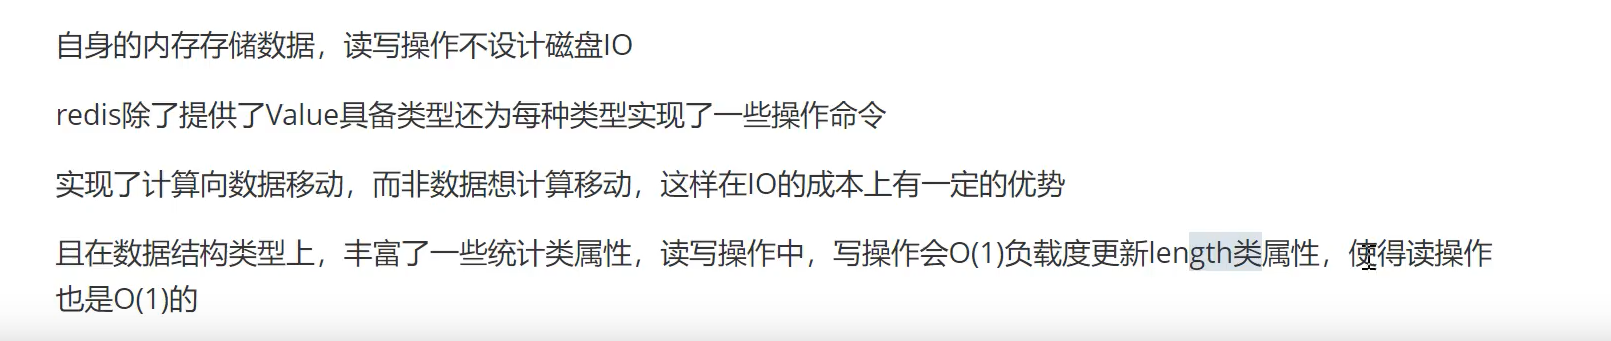 自身的内存存储数据，读写操作不设计磁盘IO
redis除了提供了Value具备类型还为每种类型实现了一些操作命令
实现了计算向数据移动，而非数据想计算移动，这样在IO的成本上有一定的优势
且在数据结构类型上，丰富了一些统计类属性，读写操作中，写操作会O(1)负载度更新length类属性，使得读操作
也是O(1)的